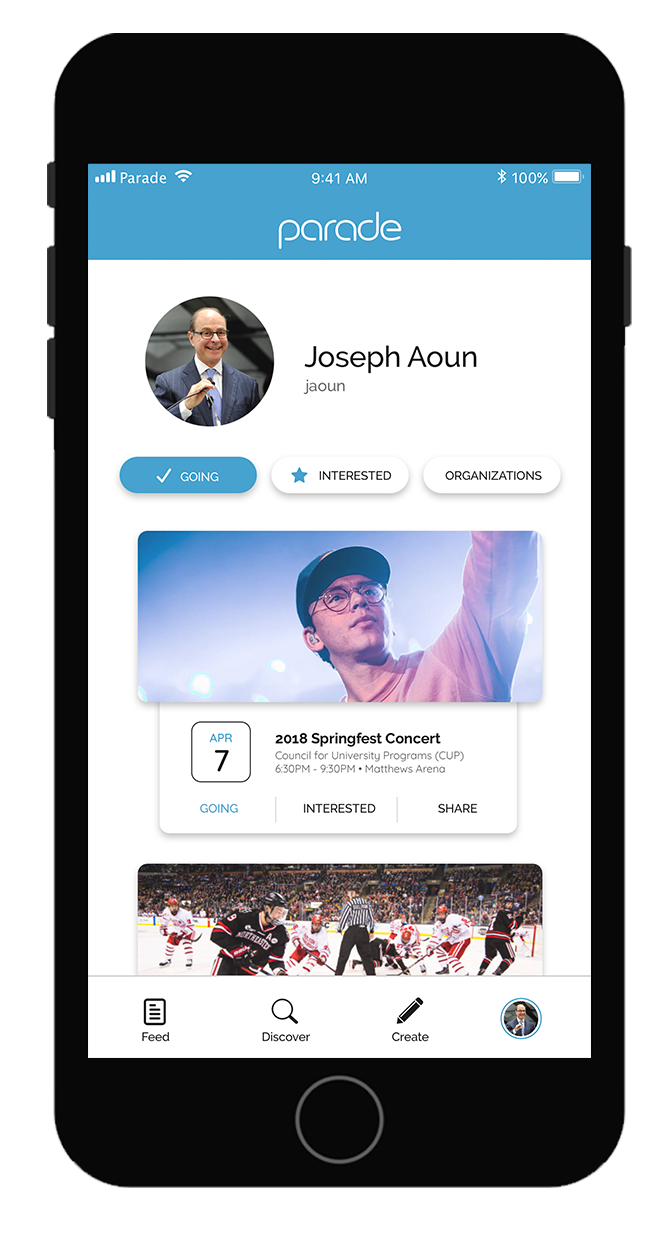 Parade
9:41 AM
100%
parade
Joseph Aoun
jaoun
GOING
INTERESTED
ORGANIZATIONS
APR
7
2018 Springfest Concert
Council for University Programs (CUP)
6:30PM - 9:30PM • Matthews Arena
GOING
INTERESTED
SHARE
NORTHEASTERN
9
A
Feed
Discover
Create